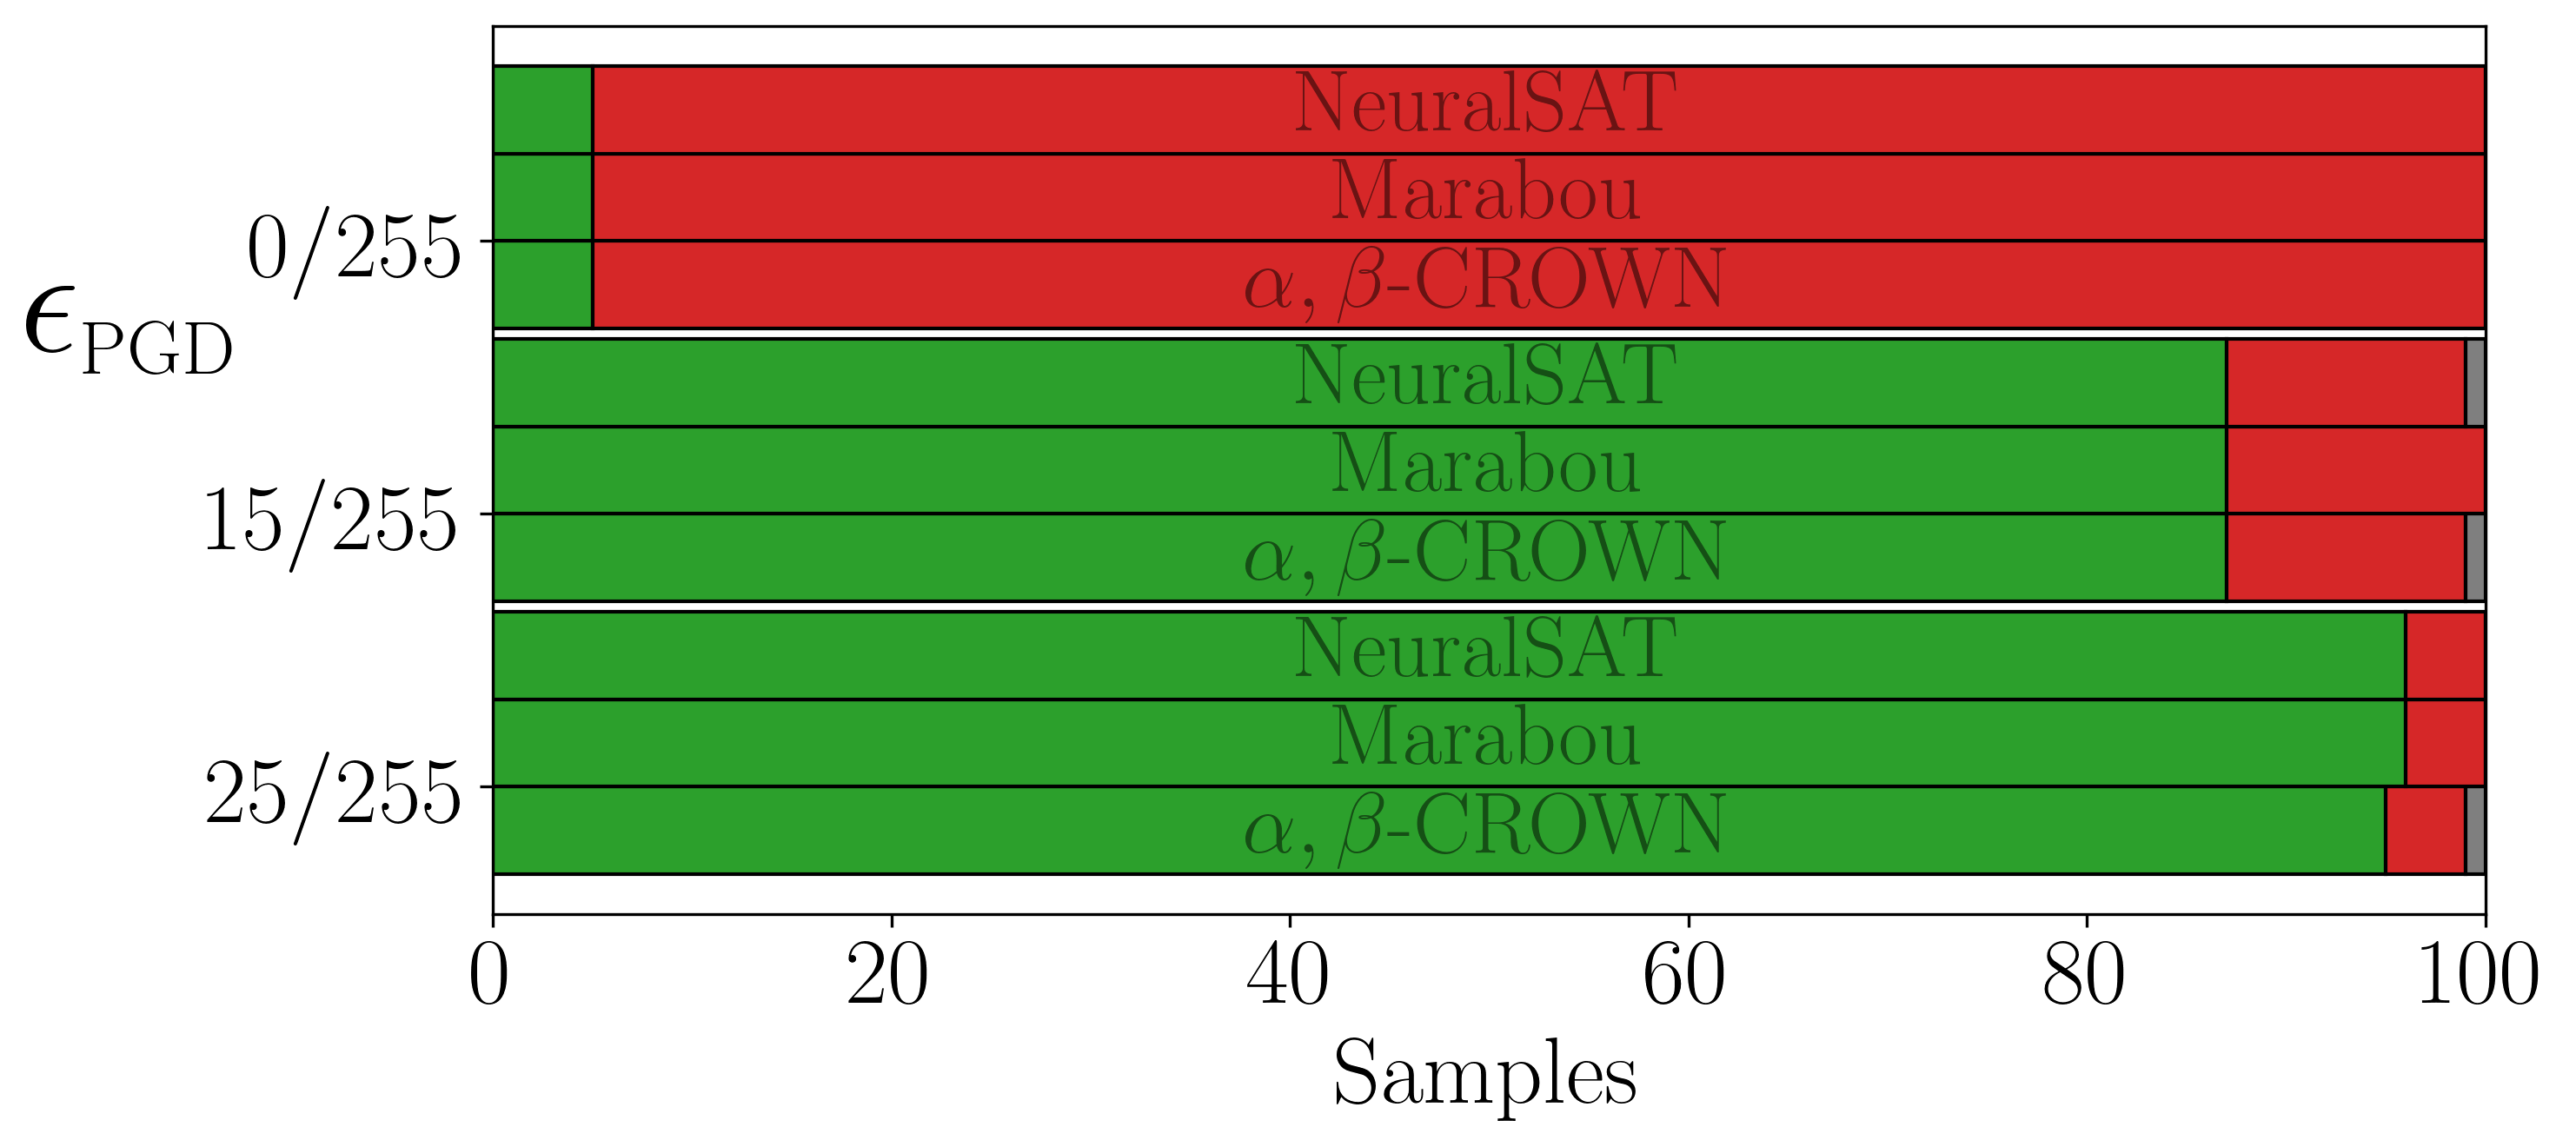 ϵPGD
0/255
NeuralSAT
Marabou
α, β-CROWN
15/255
NeuralSAT
Marabou
α, β-CROWN
25/255
NeuralSAT
Marabou
α, β-CROWN
0 20 40 60 80 100
Samples